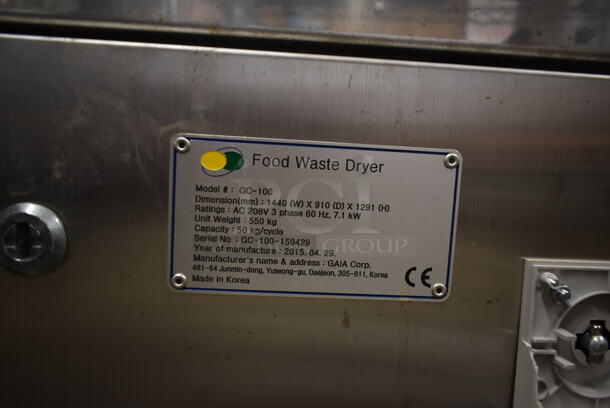 Food Waste Dryer
Model # : GC-100
Dimension(mm) : 1440 (W) X 910 (D) X 1291 (H)
Ratings : AC 208V 3 phase 60 Hz, 7.1 kW
Unit Weight : 550 kg
Capacity : 50 kg/cycle
Serial No. : GC-100-150429
Year of manufacture : 2015. 04. 29.
Manufacturer's name & address : GAIA Corp.
461-64 Junmin-dong, Yuseong-gu, Daejeon, 305-811, Korea
Made in Korea
CE
pci
GROUP